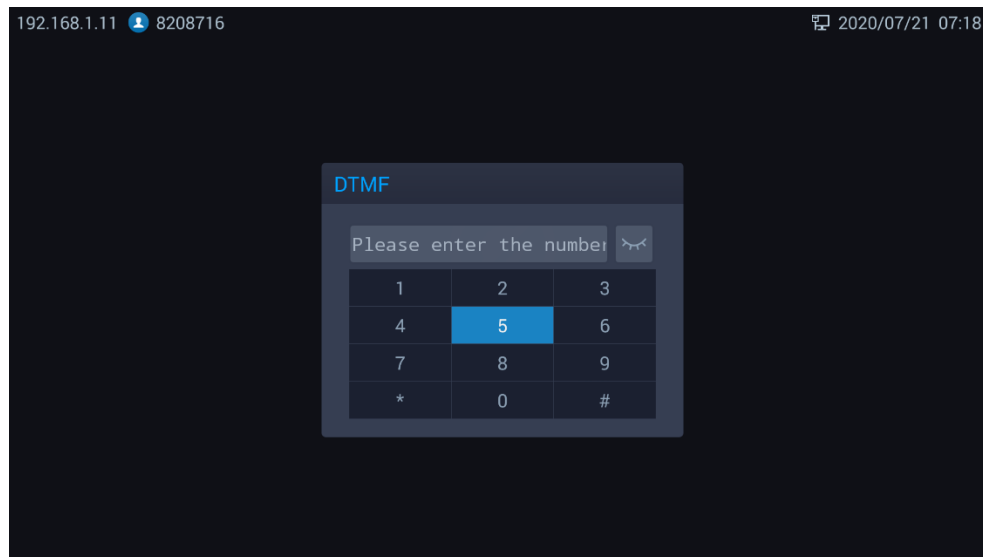 192.168.1.11 8208716 2020/07/21 07:18
DTMF
Please enter the number
1 2 3
4 5 6
7 8 9
* 0 #